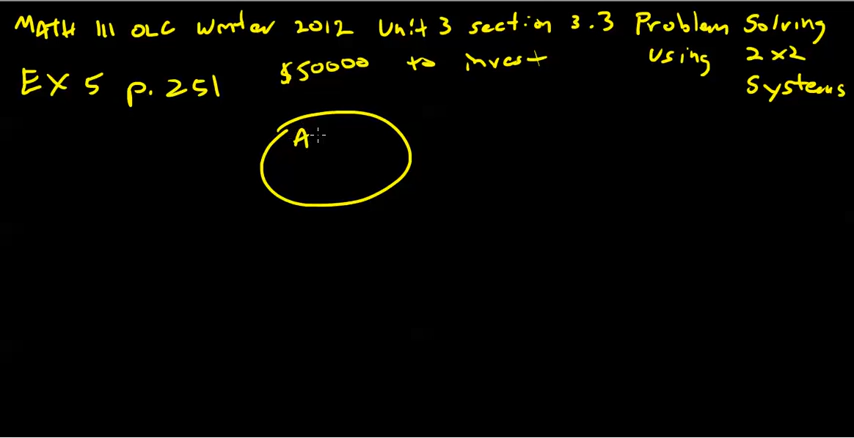 MATH 111 OLC Winter 2012 Unit 3 section 3.3 Problem Solving
using 2x2
Systems
EX 5 p. 251 $50000 to invest
A